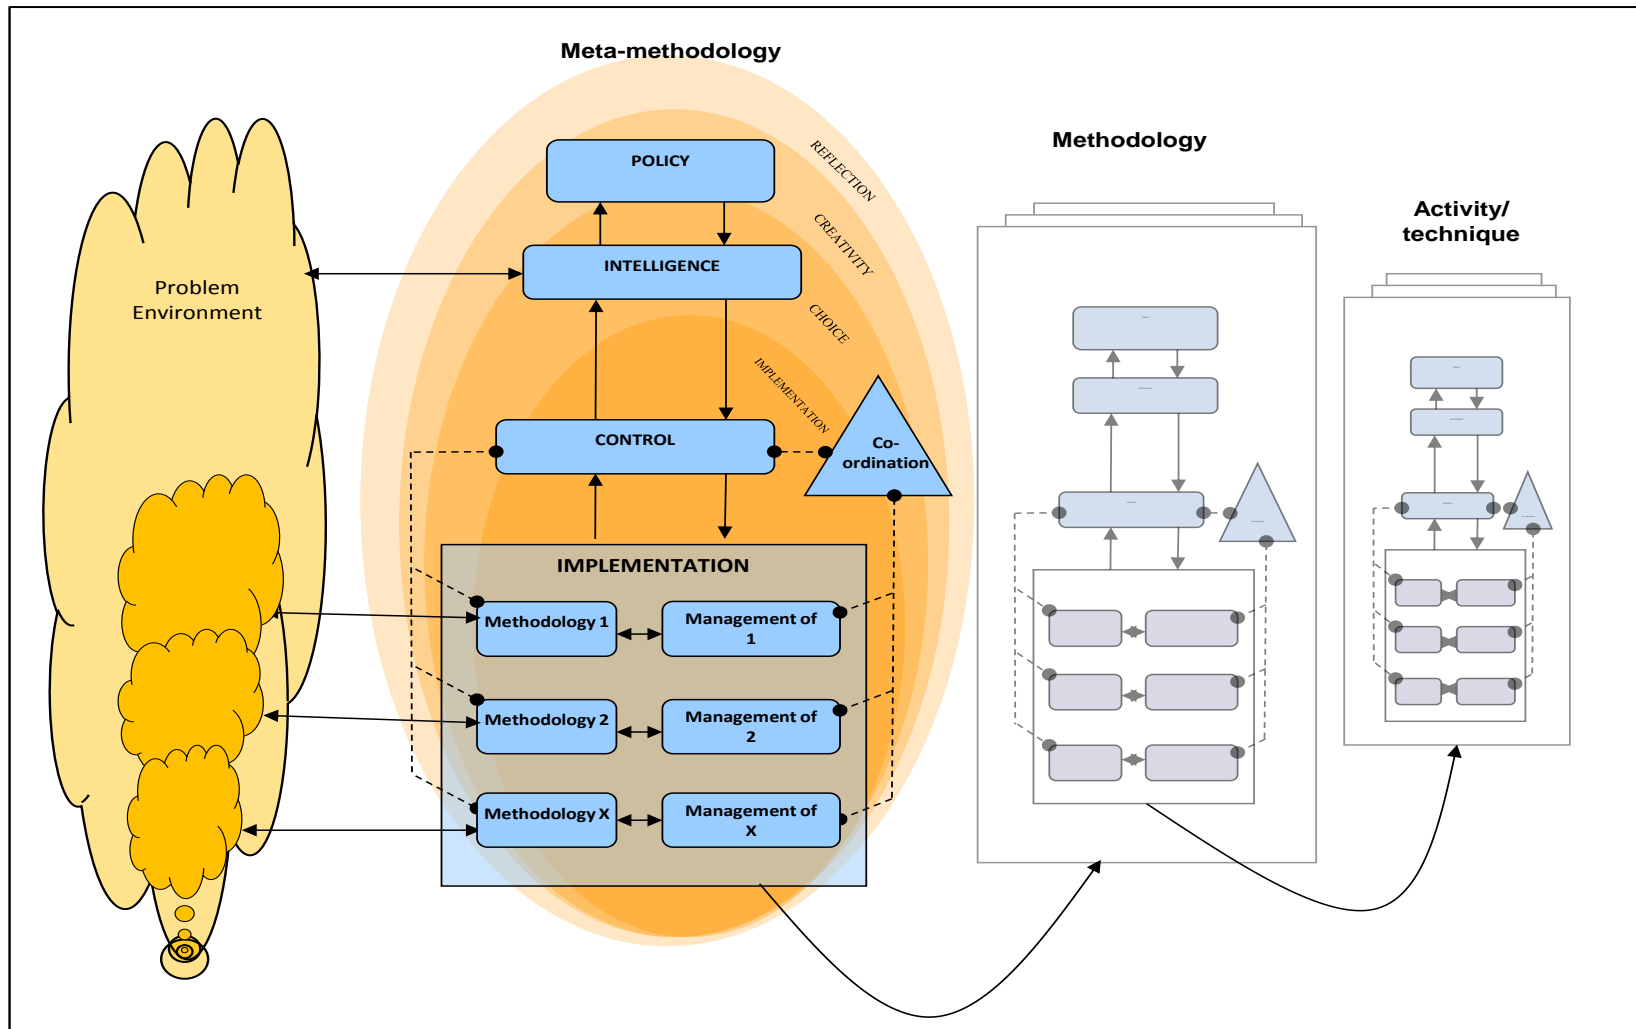 Meta-methodology
Methodology
Activity/
technique
Problem
Environment
POLICY
INTELLIGENCE
CONTROL
Co-
ordination
REFLECTION
CREATIVITY
CHOICE
IMPLEMENTATION
IMPLEMENTATION
Methodology 1
Management of
1
Methodology 2
Management of
2
Methodology X
Management of
X